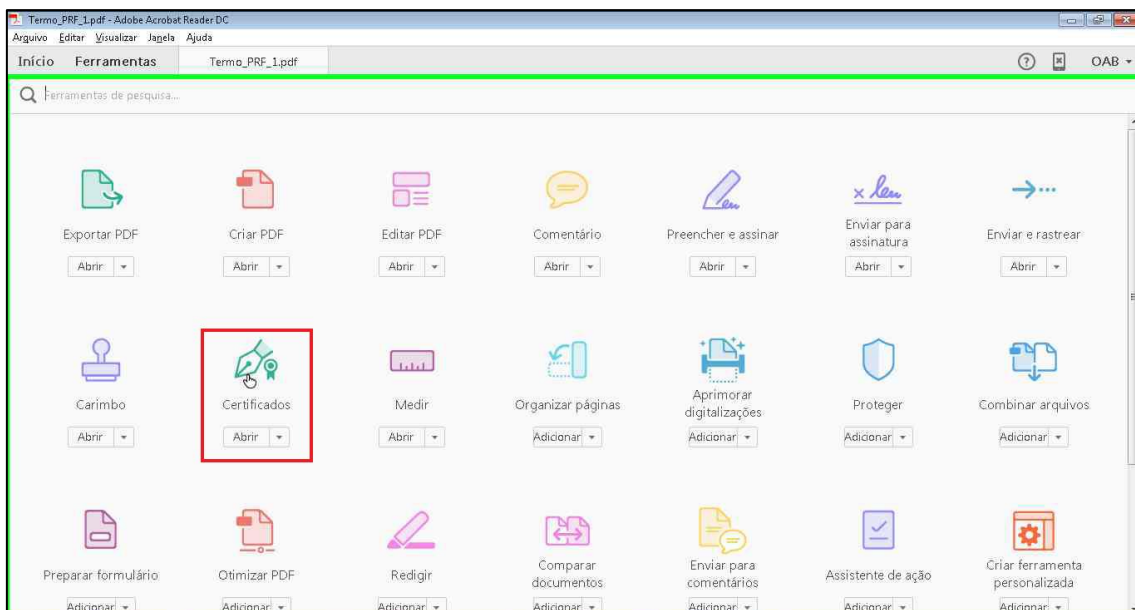 Termo_PRF_1.pdf - Adobe Acrobat Reader DC
Arquivo Editar Visualizar Janela Ajuda
Início Ferramentas Termo_PRF_1.pdf OAB
Ferramentas de pesquisa...
Exportar PDF Criar PDF Editar PDF Comentário Preencher e assinar Enviar para assinatura Enviar e rastrear
Abrir Abrir Abrir Abrir Abrir Abrir Abrir
Carimbo Certificados Medir Organizar páginas Aprimorar digitalizações Proteger Combinar arquivos
Abrir Abrir Abrir Adicionar Adicionar Adicionar Adicionar
Preparar formulário Otimizar PDF Redigir Comparar documentos Enviar para comentários Assistente de ação Criar ferramenta personalizada
Adicionar Adicionar Adicionar Adicionar Adicionar Adicionar Adicionar